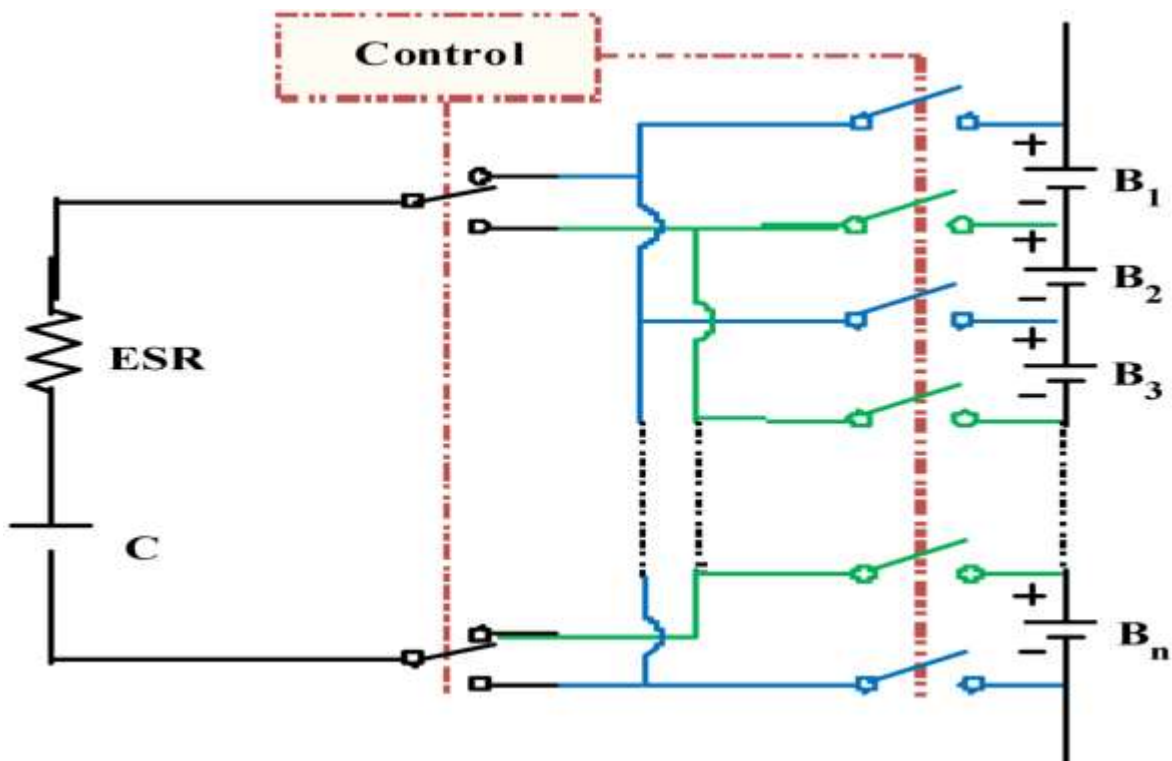 Control
+
B1
-
+
B2
-
ESR
+
B3
-
C
+
Bn
-